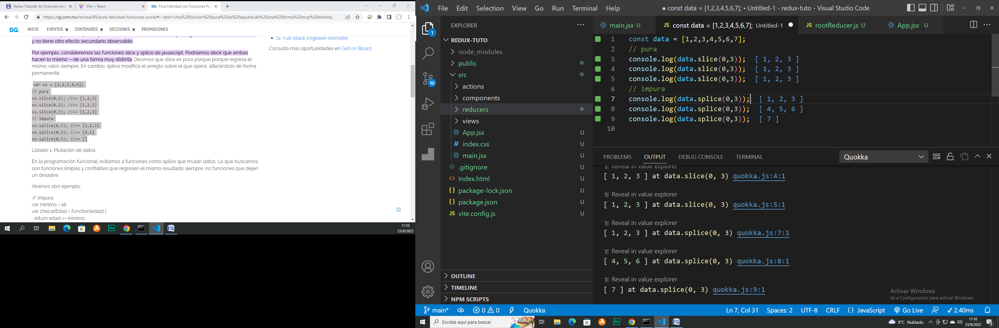 Redux Tutorial: An Overview and
Vite + React
SG Pura Felicidad con Funciones Pur
https://sg.com.mx/revista/49/pura-felicidad-funciones-puras#:~:text=Una%20función%20pura%20es%20aquella,de%20una%20forma%20muy%20distinta.
SG INICIO EVENTOS CONTENIDOS SECCIONES PROMOCIONES
y no tiene otro efecto secundario observable.
Por ejemplo, consideremos las funciones slice y splice de javascript. Podríamos decir que ambas
hacen lo mismo —de una forma muy distinta. Decimos que slice es pura porque porque regresa el
mismo valor siempre. En cambio, splice modifica el arreglo sobre el que opera, alterándolo de forma
permanente.
var xs = [1,2,3,4,5];
// pura
xs.slice(0,3); //=> [1,2,3]
xs.slice(0,3); //=> [1,2,3]
xs.slice(0,3); //=> [1,2,3]
// impura
xs.splice(0,3); //=> [1,2,3]
xs.splice(0,3); //=> [4,5]
xs.splice(0,3); //=> []
Listado 1. Mutación de datos
En la programación funcional, evitamos a funciones como splice que mutan datos. Lo que buscamos
son funciones limpias y confiables que regresen el mismo resultado siempre, no funciones que dejen
un desastre.
Veamos otro ejemplo:
// impura
var minimo = 18;
var checarEdad = function(edad) {
return edad >= minimo;
Sr. Full-Stack Engineer (Remote)
Consulta más oportunidades en Get on Board.
Au
11:10
23/8/2022
File Edit Selection View Go Run Terminal Help
● const data = [1,2,3,4,5,6,7]; • Untitled-1 - redux-tuto - Visual Studio Code
1
10
EXPLORER
REDUX-TUTO
node_modules
public
src
actions
components
reducers
views
App.jsx U
# index.css U
main.jsx U
.gitignore U
index.html U
{} package-lock.json U
{} package.json U
JS vite.config.js U
OUTLINE
TIMELINE
NPM SCRIPTS
main.jsx U
JS const data = [1,2,3,4,5,6,7]; Untitled-1
JS rootReducer.js U
App.jsx U
1 const data = [1,2,3,4,5,6,7];
2 // pura
3 console.log(data.slice(0,3)); [ 1, 2, 3 ]
4 console.log(data.slice(0,3)); [ 1, 2, 3 ]
5 console.log(data.slice(0,3)); [ 1, 2, 3 ]
6 // impura
7 console.log(data.splice(0,3)); [ 1, 2, 3 ]
8 console.log(data.splice(0,3)); [ 4, 5, 6 ]
9 console.log(data.splice(0,3)); [ 7 ]
10
PROBLEMS OUTPUT DEBUG CONSOLE TERMINAL
Quokka
Reveal in value explorer
[ 1, 2, 3 ] at data.slice(0, 3) quokka.js:4:1
Reveal in value explorer
[ 1, 2, 3 ] at data.slice(0, 3) quokka.js:5:1
Reveal in value explorer
[ 1, 2, 3 ] at data.splice(0, 3) quokka.js:7:1
Reveal in value explorer
[ 4, 5, 6 ] at data.splice(0, 3) quokka.js:8:1
Reveal in value explorer
[ 7 ] at data.splice(0, 3) quokka.js:9:1
Activar Windows
Ve a Configuración para activar Windows.
main* 0 0 Quokka
Ln 7, Col 31 Spaces: 2 UTF-8 CRLF {} JavaScript Go Live ✓ 2.40ms
Escribe aquí para buscar
Au
8°C Nublado
11:10
23/8/2022
2